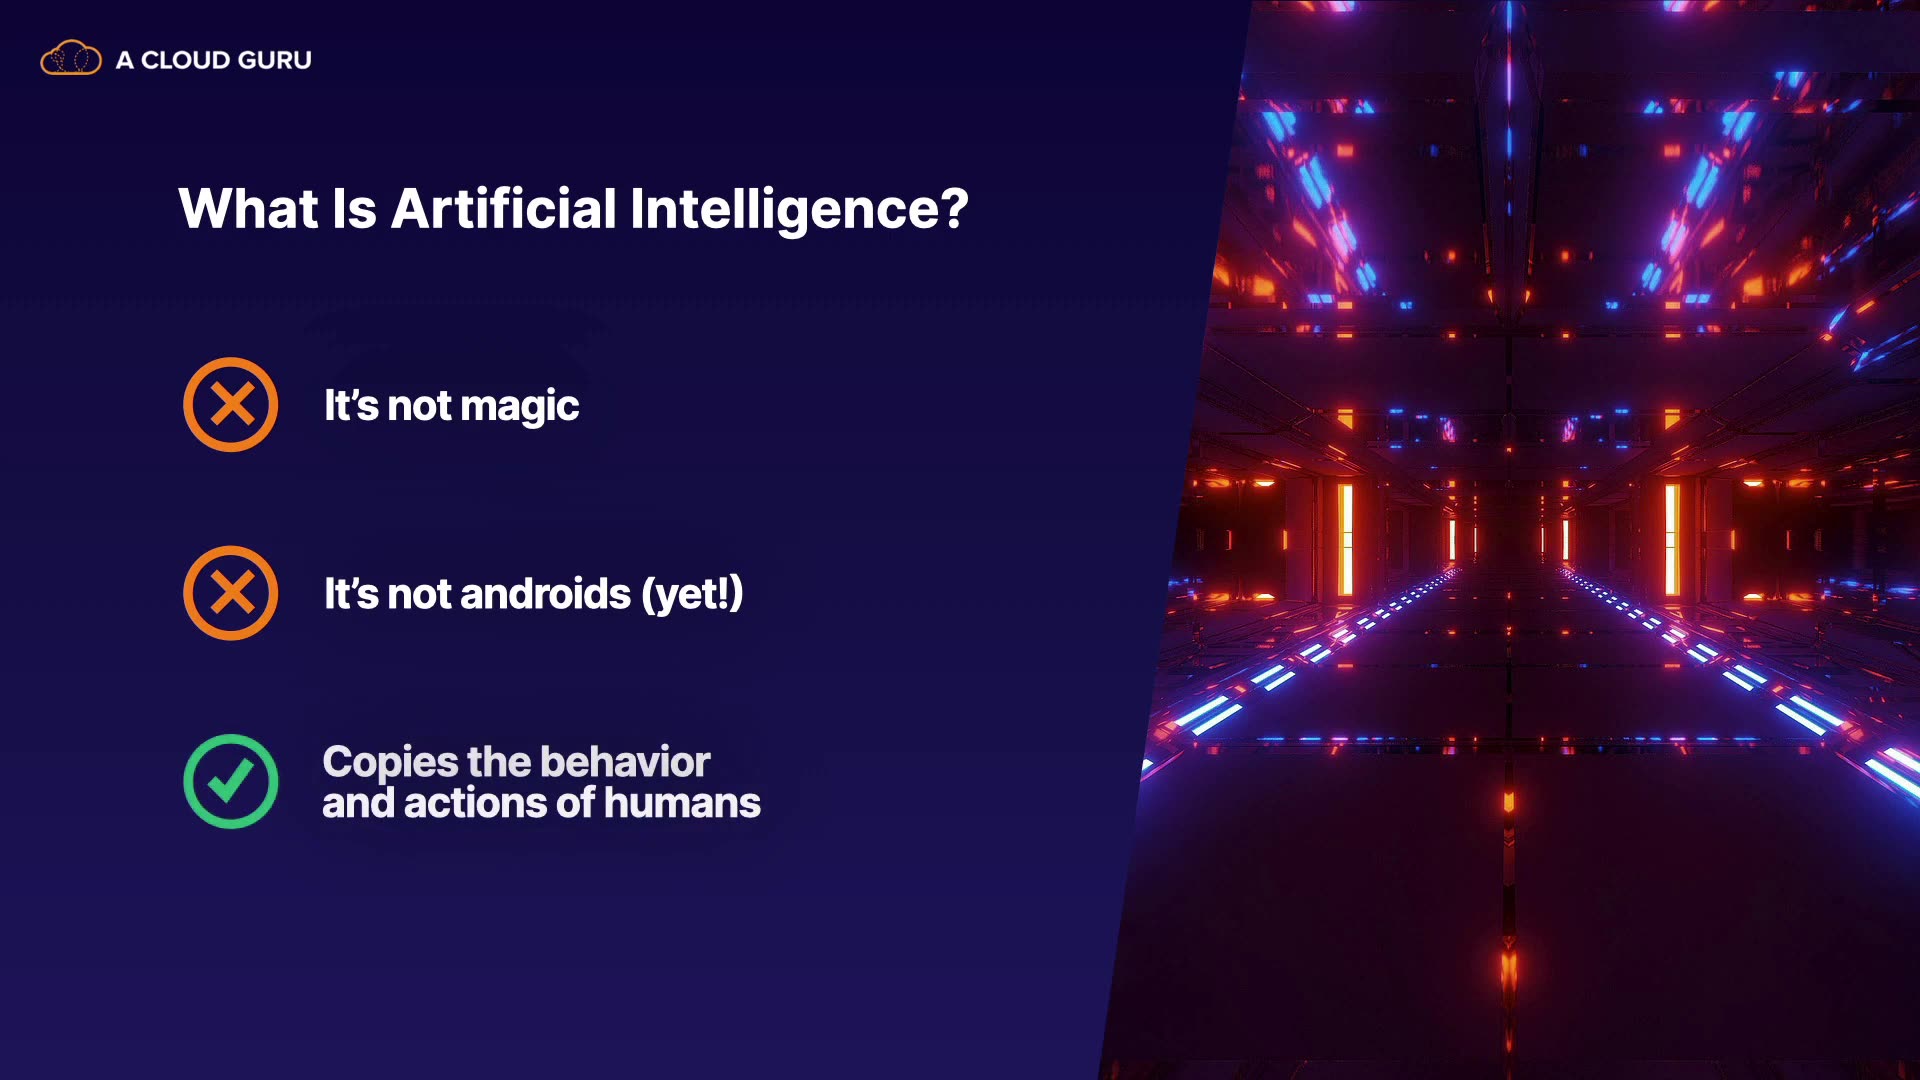 A CLOUD GURU
What Is Artificial Intelligence?
It’s not magic
It’s not androids (yet!)
Copies the behavior
and actions of humans